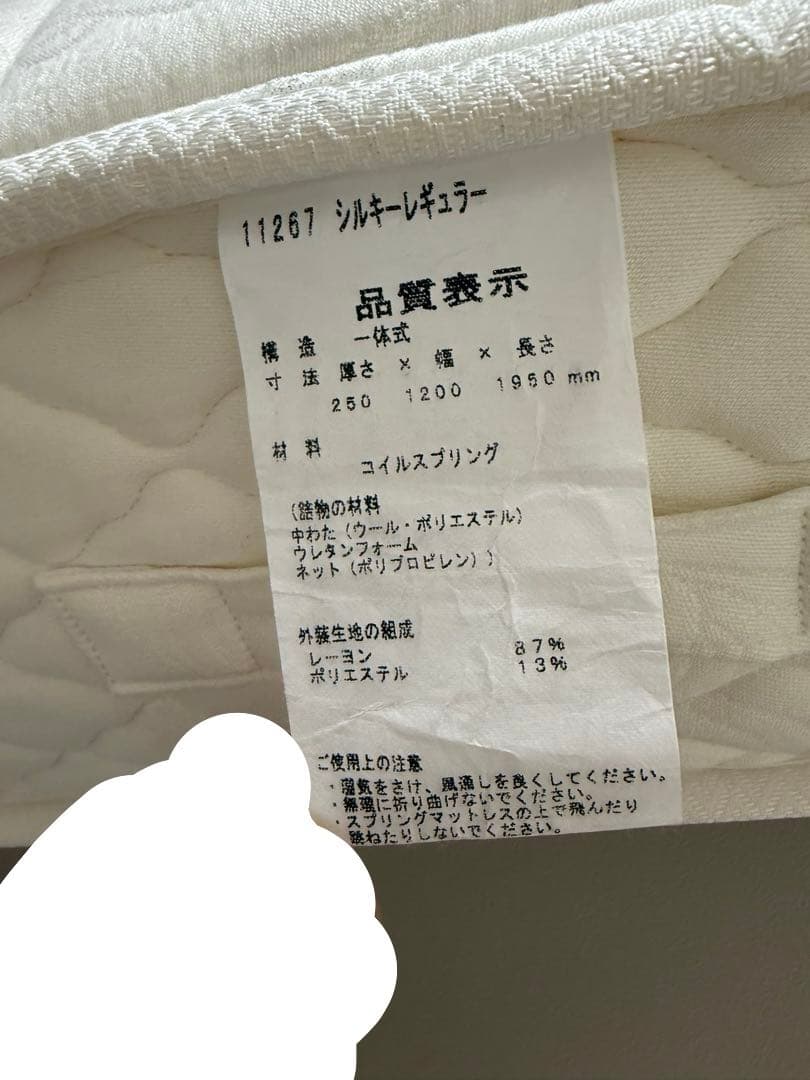 11267 シルキーレギュラー
品質表示
構造 一体式
寸法 厚さ × 幅 × 長さ
250 1200 1950 mm
材料
コイルスプリング
(詰物の材料
中わた(ウール・ポリエステル)
ウレタンフォーム
ネット(ポリプロピレン))
外装生地の組成
レーヨン 87%
ポリエステル 13%
ご使用上の注意
・湿気をさけ、風通しを良くしてください。
・無理に折り曲げないでください。
・スプリングマットレスの上で飛んだり
跳ねたりしないでください。